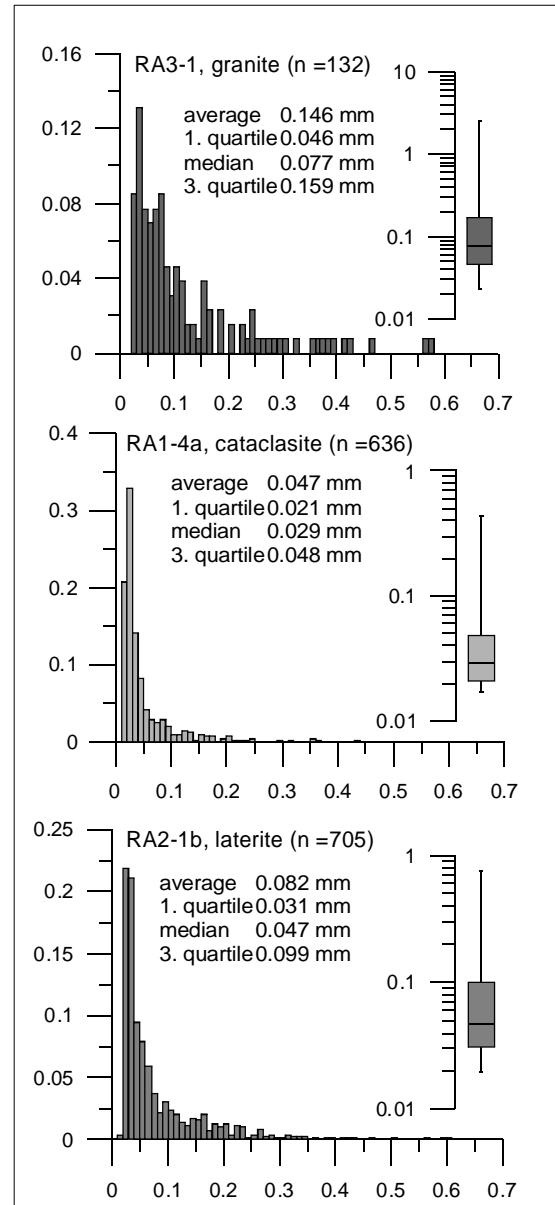 RA3-1, granite (n =132)
average 0.146 mm
1. quartile 0.046 mm
median 0.077 mm
3. quartile 0.159 mm
0.16
0.12
0.08
0.04
0
10
1
0.1
0.01
0 0.1 0.2 0.3 0.4 0.5 0.6 0.7
RA1-4a, cataclasite (n =636)
average 0.047 mm
1. quartile 0.021 mm
median 0.029 mm
3. quartile 0.048 mm
0.4
0.3
0.2
0.1
0
1
0.1
0.01
0 0.1 0.2 0.3 0.4 0.5 0.6 0.7
RA2-1b, laterite (n =705)
average 0.082 mm
1. quartile 0.031 mm
median 0.047 mm
3. quartile 0.099 mm
0.25
0.2
0.15
0.1
0.05
0
1
0.1
0.01
0 0.1 0.2 0.3 0.4 0.5 0.6 0.7